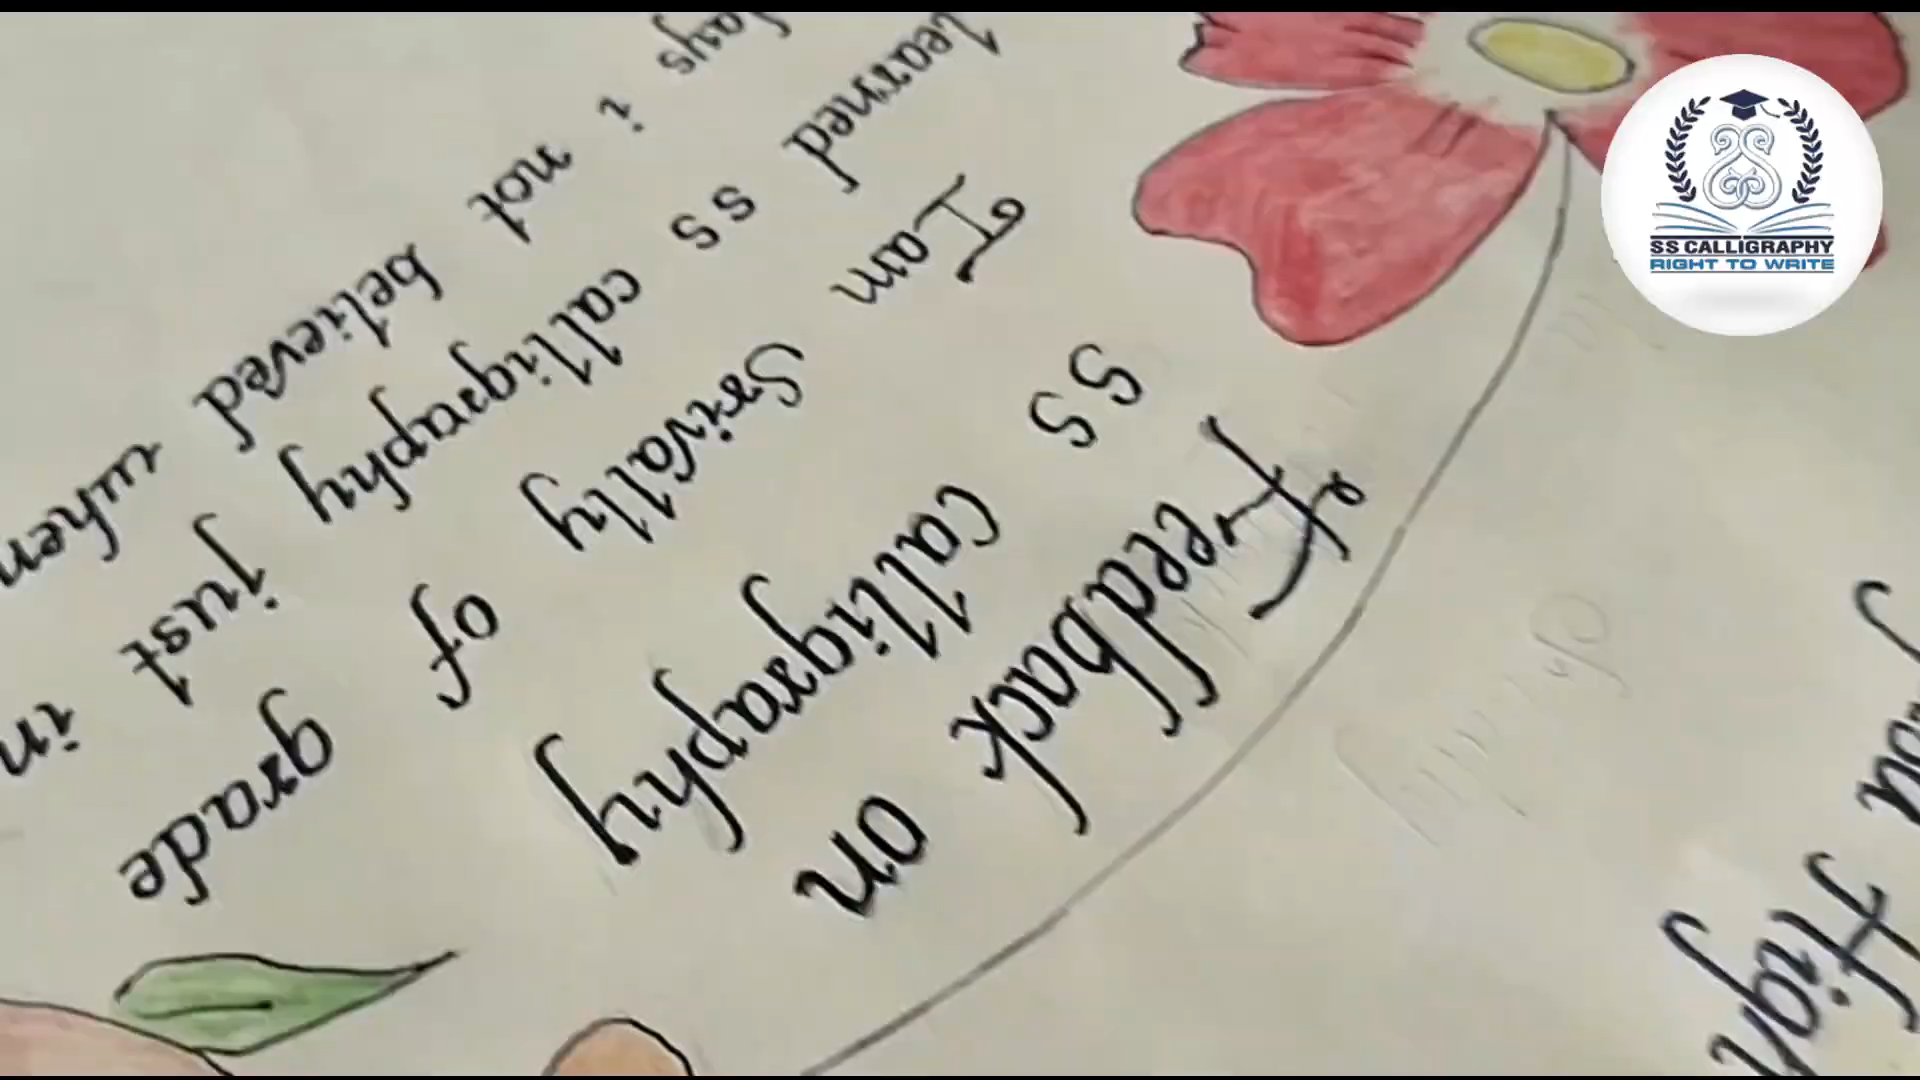 Feedback on
SS calligraphy
I am Srivally of grade
learned ss calligraphy just in
days i not believed when
High
SS CALLIGRAPHY
RIGHT TO WRITE